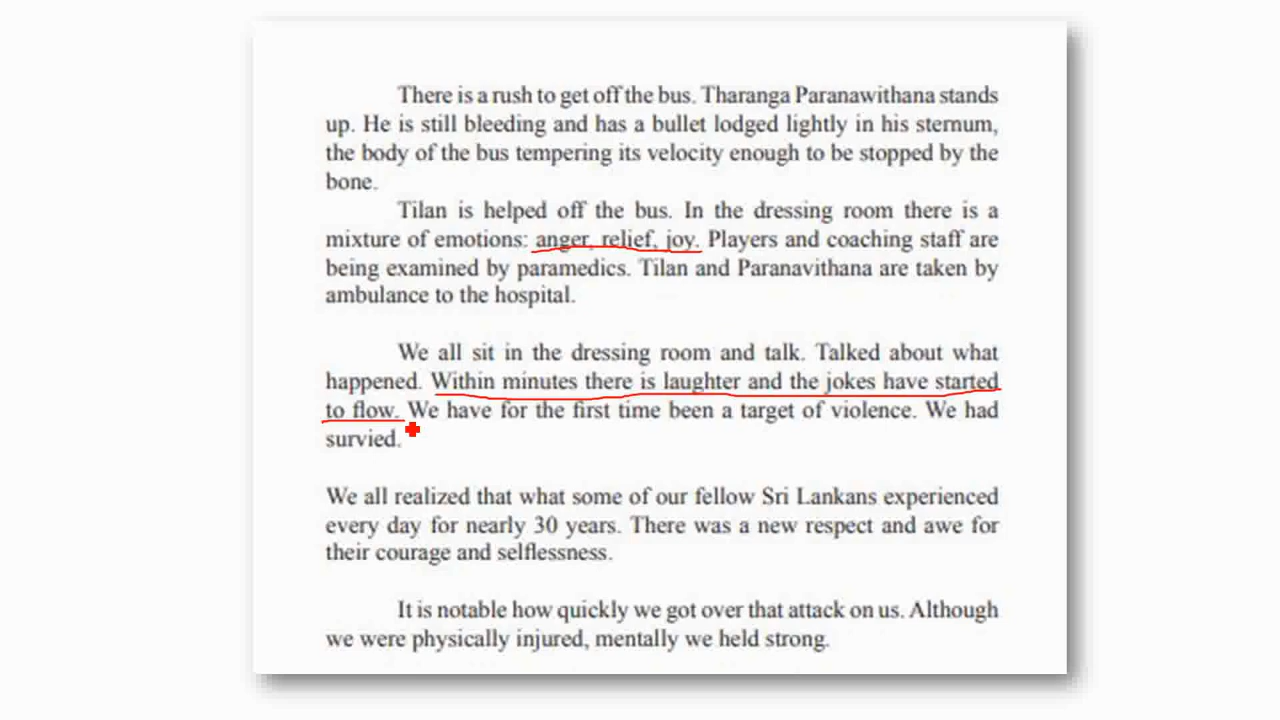 There is a rush to get off the bus. Tharanga Paranawithana stands
up. He is still bleeding and has a bullet lodged lightly in his sternum,
the body of the bus tempering its velocity enough to be stopped by the
bone.
Tilan is helped off the bus. In the dressing room there is a
mixture of emotions: anger, relief, joy. Players and coaching staff are
being examined by paramedics. Tilan and Paranavithana are taken by
ambulance to the hospital.
We all sit in the dressing room and talk. Talked about what
happened. Within minutes there is laughter and the jokes have started
to flow. We have for the first time been a target of violence. We had
survied.
We all realized that what some of our fellow Sri Lankans experienced
every day for nearly 30 years. There was a new respect and awe for
their courage and selflessness.
It is notable how quickly we got over that attack on us. Although
we were physically injured, mentally we held strong.